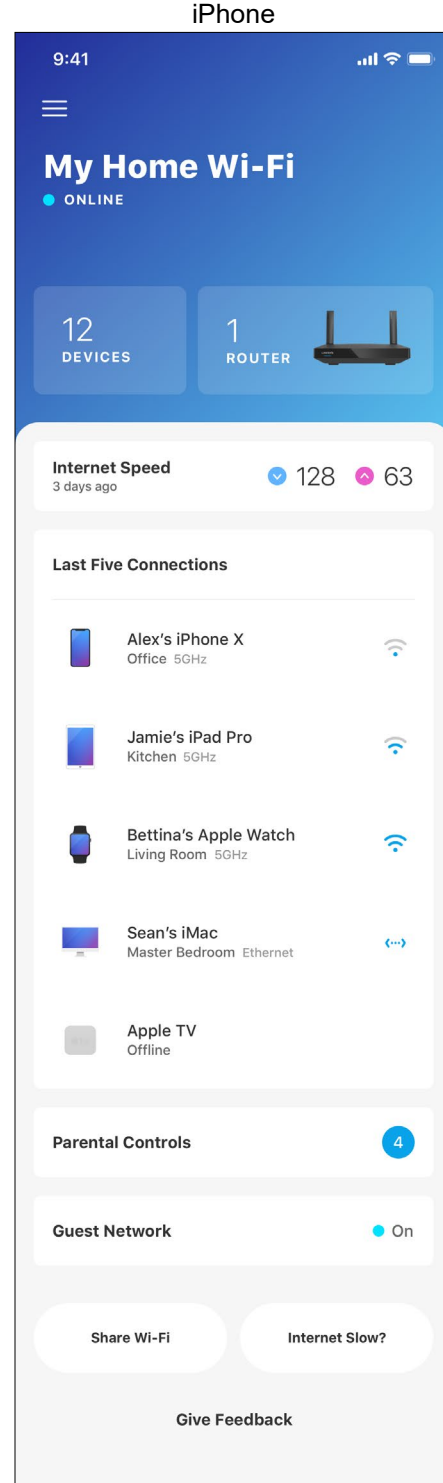 iPhone
9:41
My Home Wi-Fi
ONLINE
12
DEVICES
1
ROUTER
Internet Speed
3 days ago
128
63
Last Five Connections
Alex’s iPhone X
Office 5GHz
Jamie’s iPad Pro
Kitchen 5GHz
Bettina’s Apple Watch
Living Room 5GHz
Sean’s iMac
Master Bedroom Ethernet
Apple TV
Offline
Parental Controls
4
Guest Network
On
Share Wi-Fi
Internet Slow?
Give Feedback